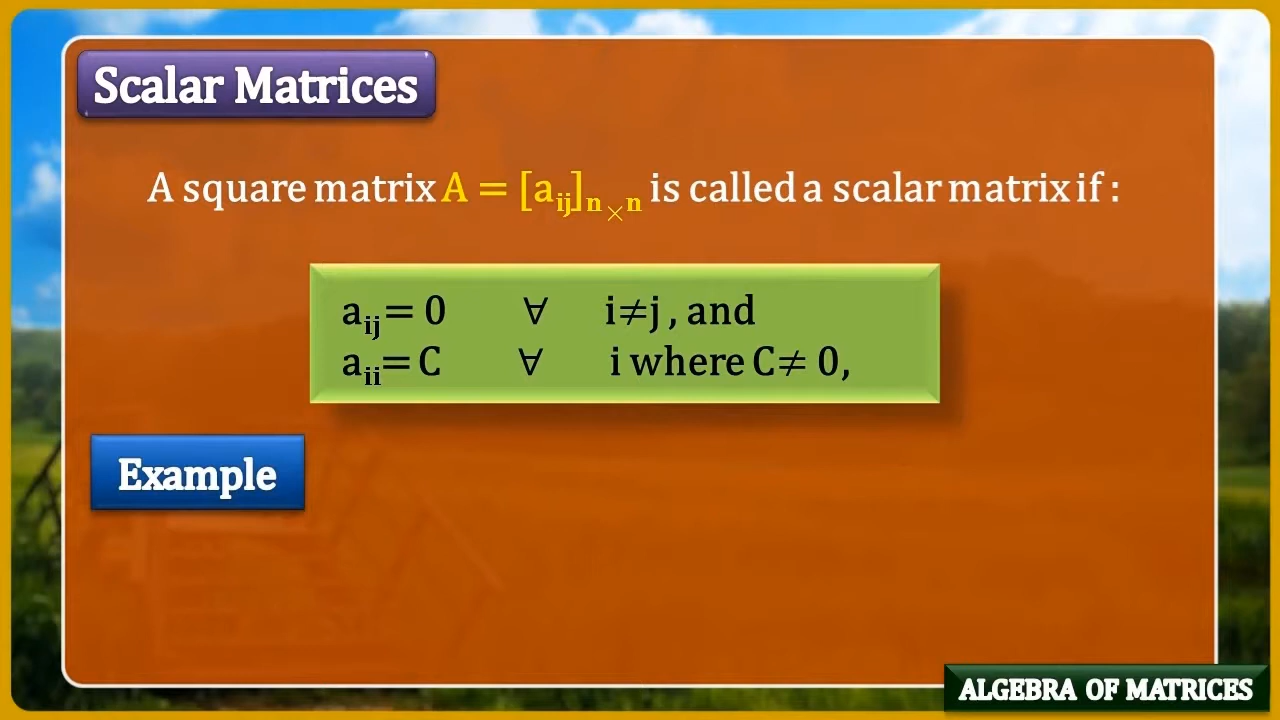 Scalar Matrices
A square matrix A = [aij]n×n is called a scalar matrix if :
aij= 0 ∀ i≠j , and
aii= C ∀ i where C≠ 0,
Example
ALGEBRA OF MATRICES